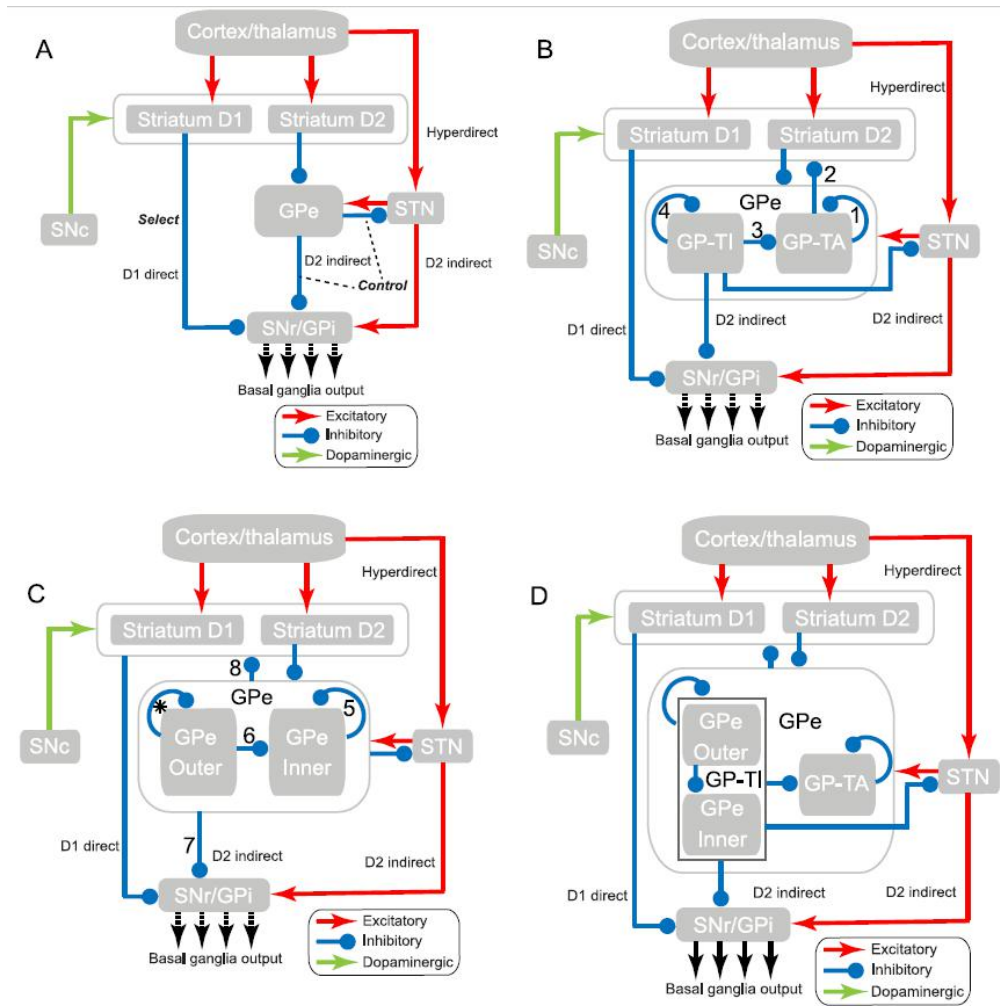 A
Cortex/thalamus
Striatum D1
Striatum D2
Hyperdirect
SNc
Select
GPe
STN
D1 direct
D2 indirect
Control
D2 indirect
SNr/GPi
Basal ganglia output
Excitatory
Inhibitory
Dopaminergic
B
Cortex/thalamus
Hyperdirect
Striatum D1
Striatum D2
2
GPe
4
GP-TI
3
GP-TA
1
STN
SNc
D1 direct
D2 indirect
D2 indirect
SNr/GPi
Basal ganglia output
Excitatory
Inhibitory
Dopaminergic
C
Cortex/thalamus
Hyperdirect
Striatum D1
Striatum D2
8
GPe
*
5
GPe
Outer
6
GPe
Inner
STN
SNc
7
D1 direct
D2 indirect
D2 indirect
SNr/GPi
Basal ganglia output
Excitatory
Inhibitory
Dopaminergic
D
Cortex/thalamus
Hyperdirect
Striatum D1
Striatum D2
GPe
Outer
GPe
GP-TI
GP-TA
GPe
Inner
STN
SNc
D1 direct
D2 indirect
D2 indirect
SNr/GPi
Basal ganglia output
Excitatory
Inhibitory
Dopaminergic